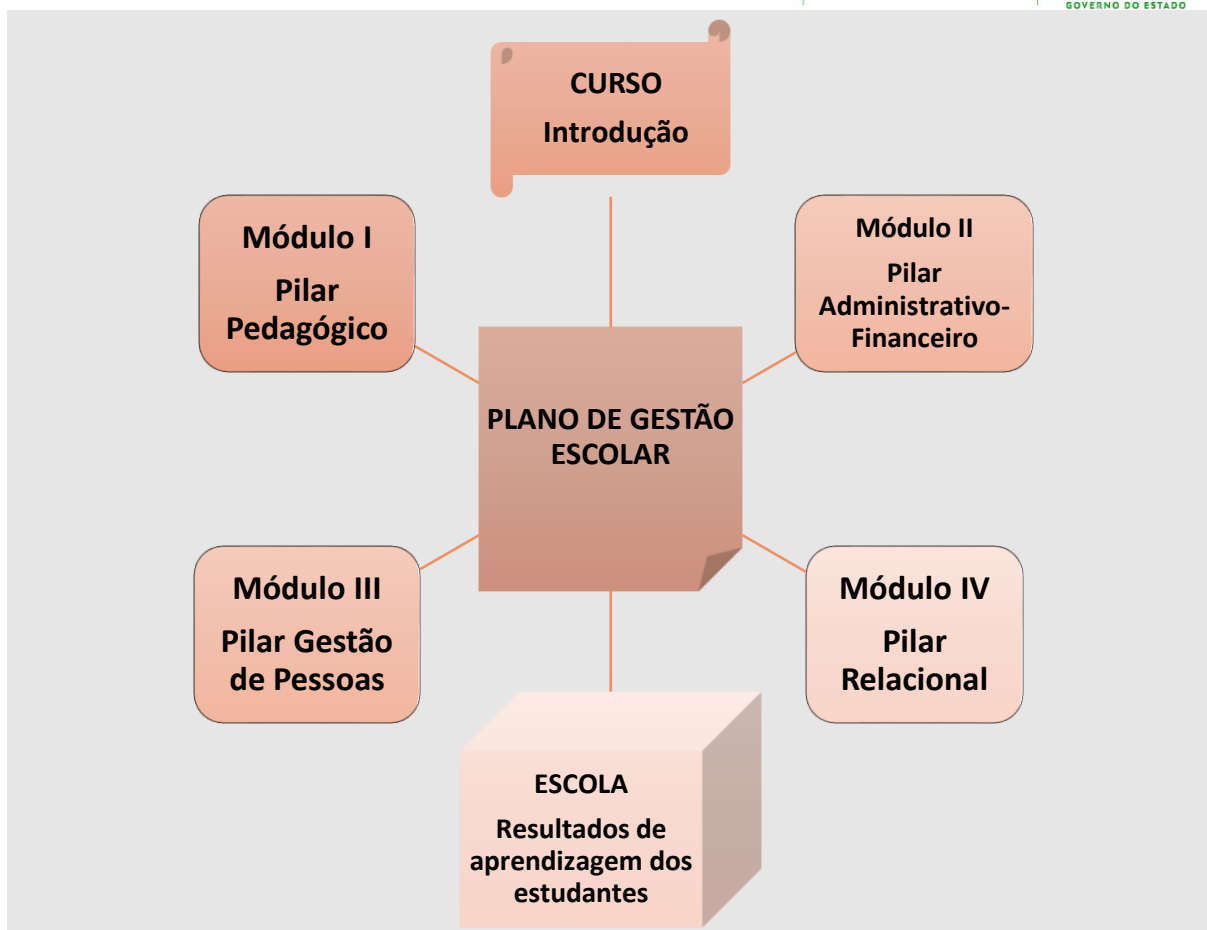 GOVERNO DO ESTADO
CURSO
Introdução
Módulo I
Pilar
Pedagógico
Módulo II
Pilar
Administrativo-
Financeiro
PLANO DE GESTÃO
ESCOLAR
Módulo III
Pilar Gestão
de Pessoas
Módulo IV
Pilar
Relacional
ESCOLA
Resultados de
aprendizagem dos
estudantes